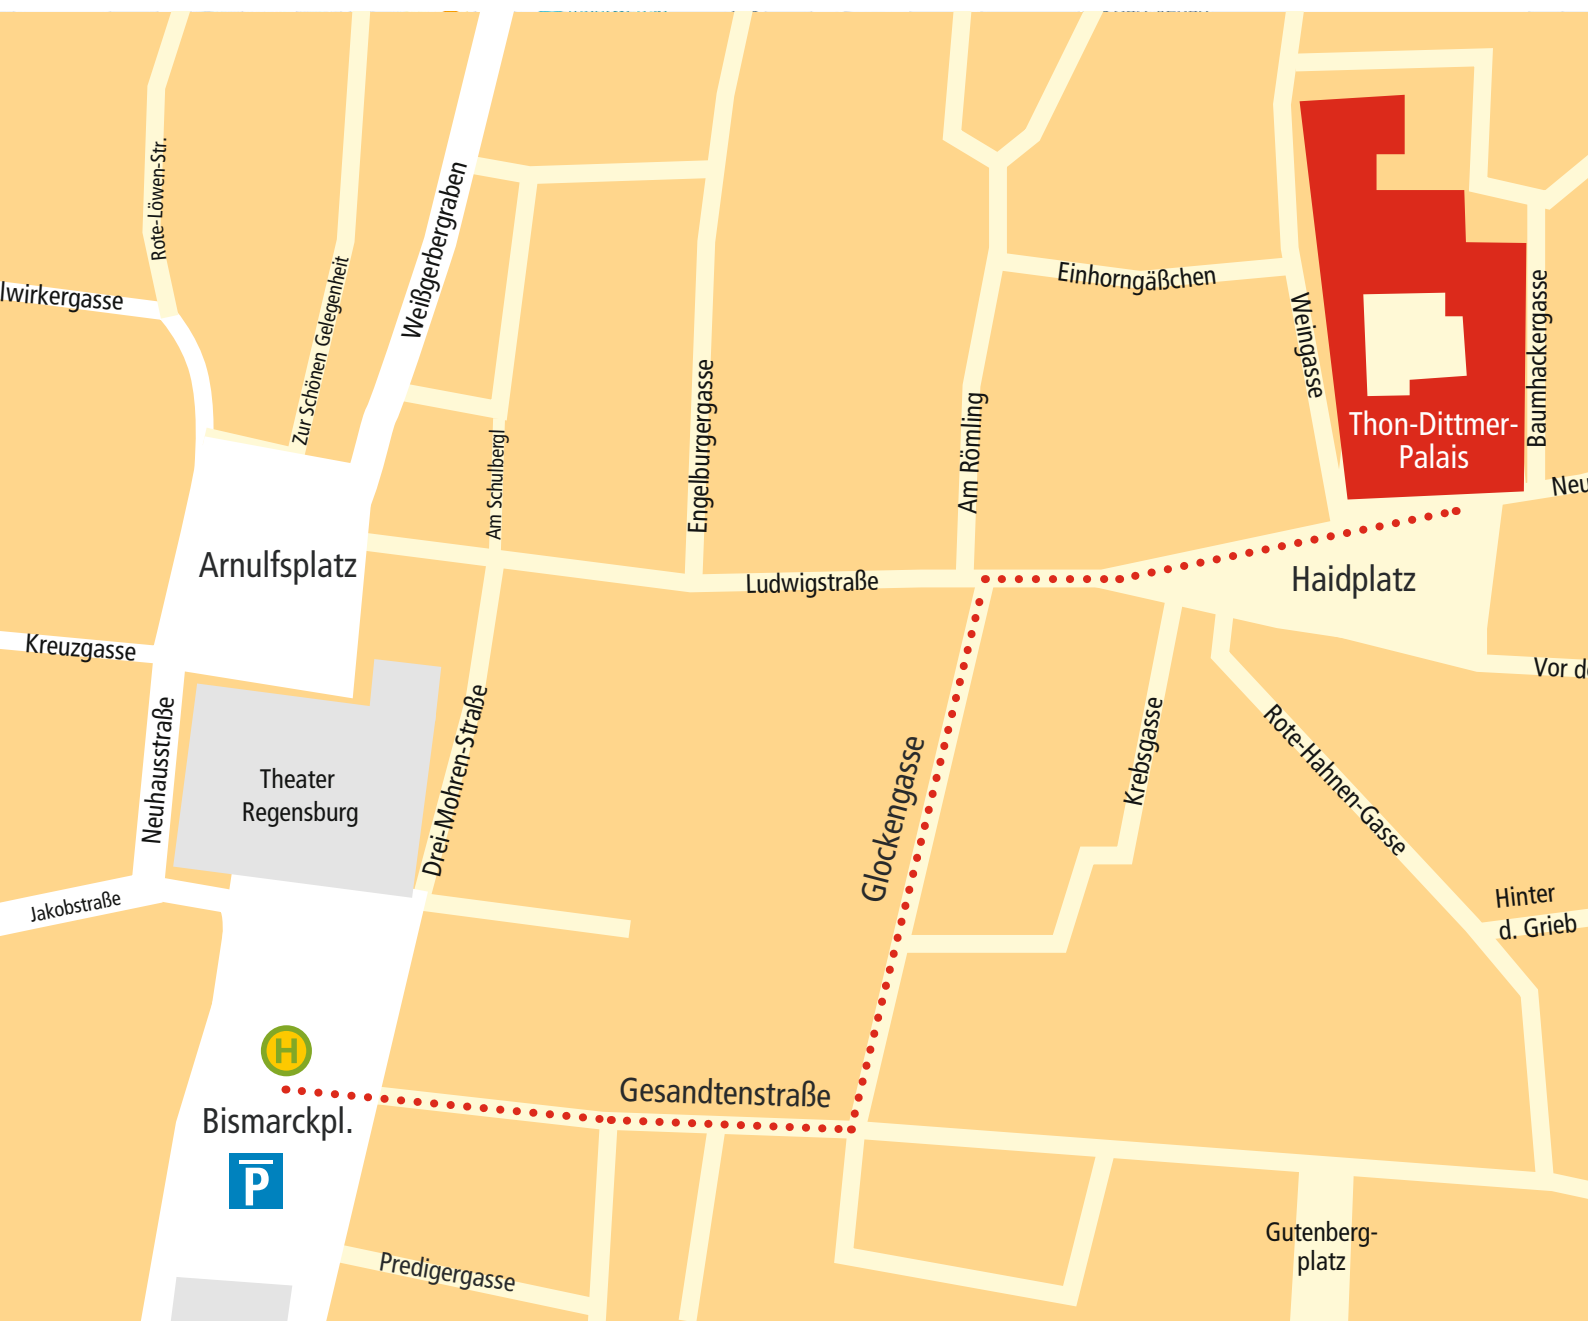 Rote-Löwen-Str.
Zur Schönen Gelegenheit
Weißgerbergraben
lwirkergasse
Einhorngäßchen
Weingasse
Baumhackergasse
Engelburgergasse
Am Schulbergl
Am Römling
Thon-Dittmer-
Palais
Neu
Arnulfsplatz
Ludwigstraße
Haidplatz
Kreuzgasse
Vor de
Neuhausstraße
Theater
Regensburg
Drei-Mohren-Straße
Glockengasse
Krebsgasse
Rote-Hahnen-Gasse
Jakobstraße
Hinter
d. Grieb
H
Gesandtenstraße
Bismarckpl.
P
Predigergasse
Gutenberg-
platz